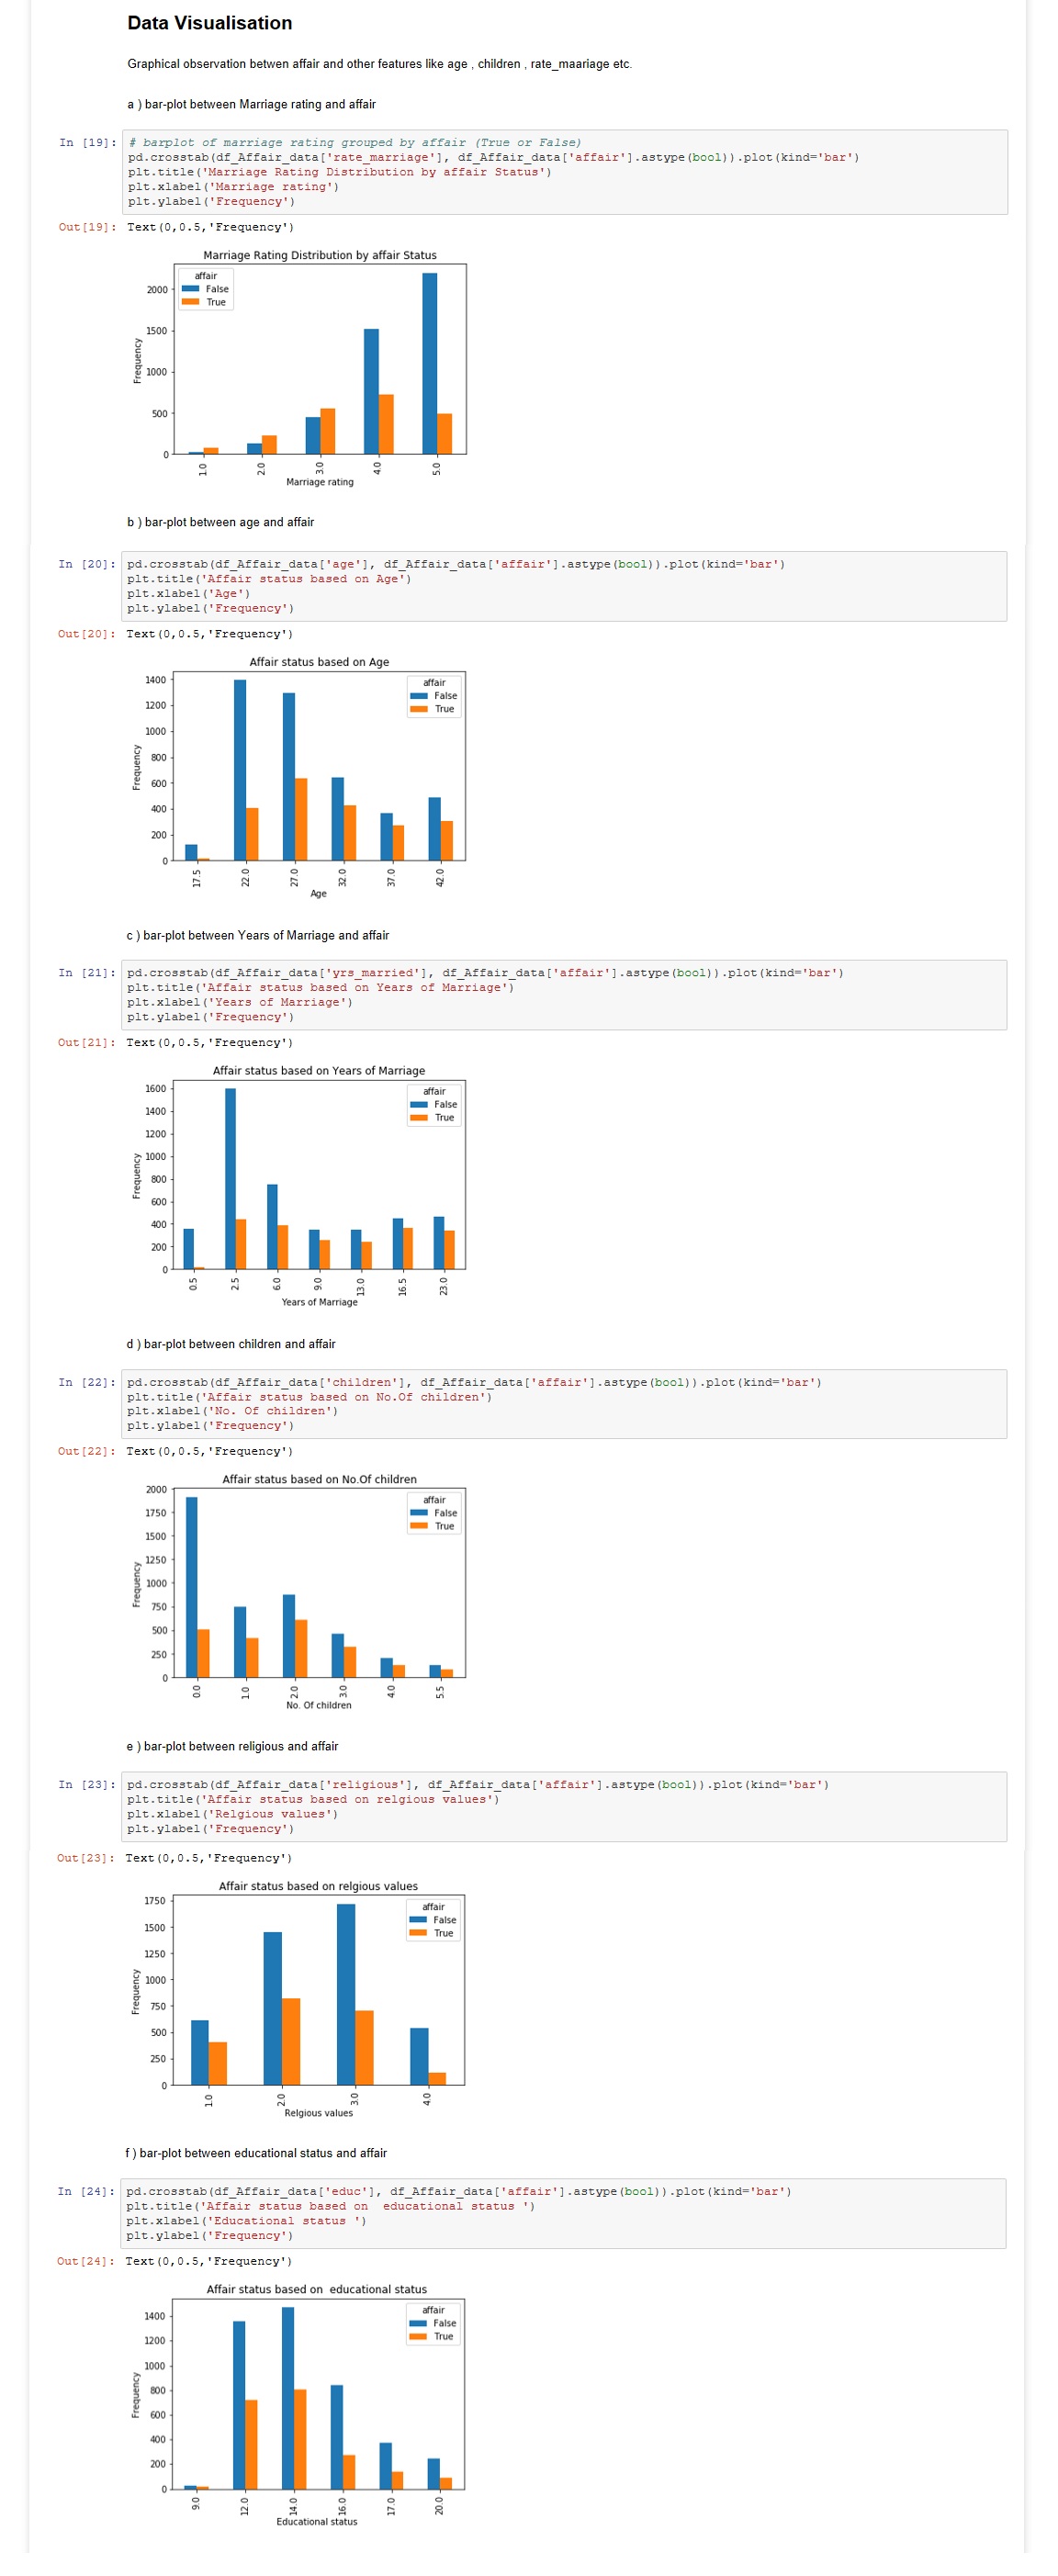 Data Visualisation
Graphical observation betwen affair and other features like age , children , rate_maariage etc.
a ) bar-plot between Marriage rating and affair
In [19]: # barplot of marriage rating grouped by affair (True or False)
pd.crosstab(df_Affair_data['rate_marriage'], df_Affair_data['affair'].astype(bool)).plot(kind='bar')
plt.title('Marriage Rating Distribution by affair Status')
plt.xlabel('Marriage rating')
plt.ylabel('Frequency')
Out[19]: Text(0,0.5,'Frequency')
Marriage Rating Distribution by affair Status
affair
False
True
2000
1500
1000
500
0
Frequency
1.0 2.0 3.0 4.0 5.0
Marriage rating
b ) bar-plot between age and affair
In [20]: pd.crosstab(df_Affair_data['age'], df_Affair_data['affair'].astype(bool)).plot(kind='bar')
plt.title('Affair status based on Age')
plt.xlabel('Age')
plt.ylabel('Frequency')
Out[20]: Text(0,0.5,'Frequency')
Affair status based on Age
affair
False
True
1400
1200
1000
800
600
400
200
0
Frequency
17.5 22.0 27.0 32.0 37.0 42.0
Age
c ) bar-plot between Years of Marriage and affair
In [21]: pd.crosstab(df_Affair_data['yrs_married'], df_Affair_data['affair'].astype(bool)).plot(kind='bar')
plt.title('Affair status based on Years of Marriage')
plt.xlabel('Years of Marriage')
plt.ylabel('Frequency')
Out[21]: Text(0,0.5,'Frequency')
Affair status based on Years of Marriage
affair
False
True
1600
1400
1200
1000
800
600
400
200
0
Frequency
0.5 2.5 6.0 9.0 13.0 16.5 23.0
Years of Marriage
d ) bar-plot between children and affair
In [22]: pd.crosstab(df_Affair_data['children'], df_Affair_data['affair'].astype(bool)).plot(kind='bar')
plt.title('Affair status based on No.Of children')
plt.xlabel('No. Of children')
plt.ylabel('Frequency')
Out[22]: Text(0,0.5,'Frequency')
Affair status based on No.Of children
affair
False
True
2000
1750
1500
1250
1000
750
500
250
0
Frequency
0.0 1.0 2.0 3.0 4.0 5.5
No. Of children
e ) bar-plot between religious and affair
In [23]: pd.crosstab(df_Affair_data['religious'], df_Affair_data['affair'].astype(bool)).plot(kind='bar')
plt.title('Affair status based on relgious values')
plt.xlabel('Relgious values')
plt.ylabel('Frequency')
Out[23]: Text(0,0.5,'Frequency')
Affair status based on relgious values
affair
False
True
1750
1500
1250
1000
750
500
250
0
Frequency
1.0 2.0 3.0 4.0
Relgious values
f ) bar-plot between educational status and affair
In [24]: pd.crosstab(df_Affair_data['educ'], df_Affair_data['affair'].astype(bool)).plot(kind='bar')
plt.title('Affair status based on  educational status ')
plt.xlabel('Educational status ')
plt.ylabel('Frequency')
Out[24]: Text(0,0.5,'Frequency')
Affair status based on  educational status
affair
False
True
1400
1200
1000
800
600
400
200
0
Frequency
9.0 12.0 14.0 16.0 17.0 20.0
Educational status